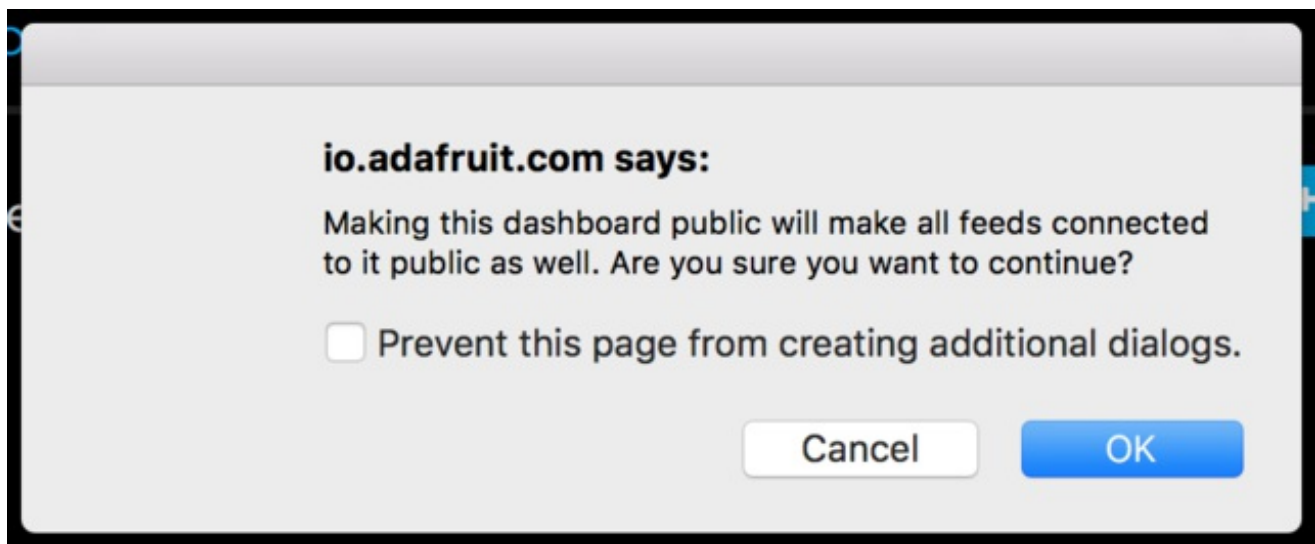 io.adafruit.com says:
Making this dashboard public will make all feeds connected
to it public as well. Are you sure you want to continue?
Prevent this page from creating additional dialogs.
Cancel
OK